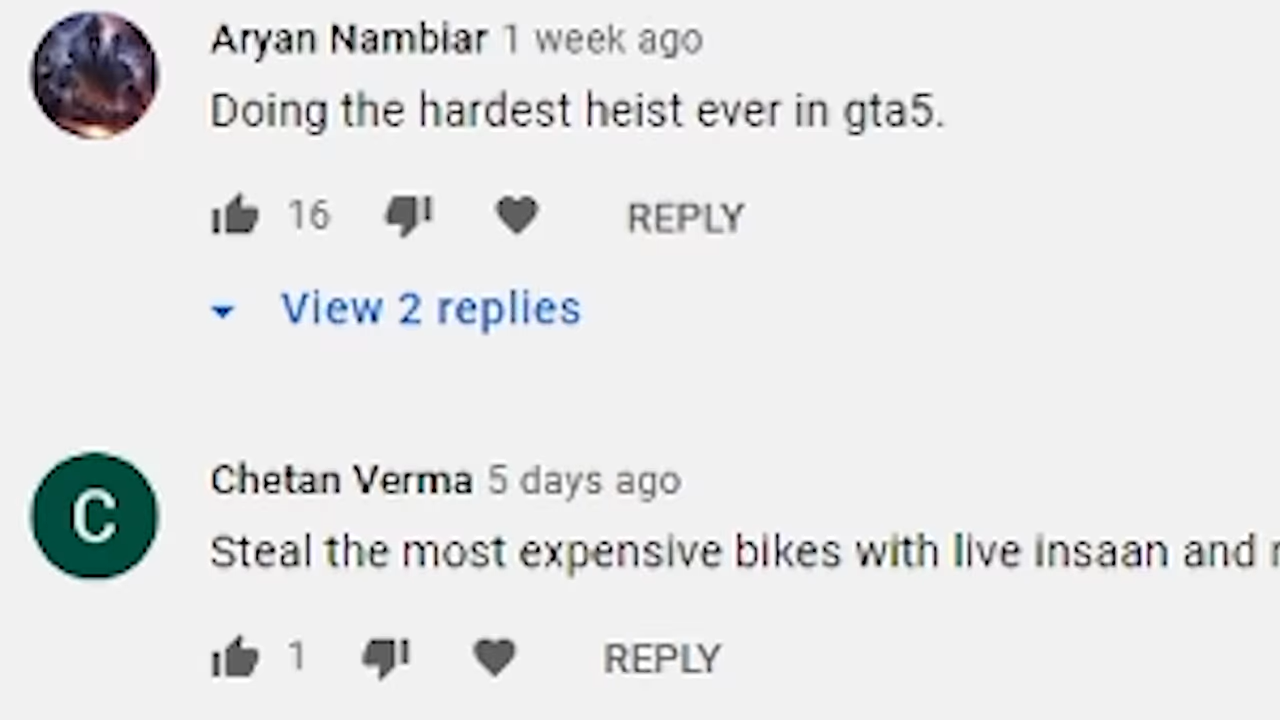 Aryan Nambiar 1 week ago
Doing the hardest heist ever in gta5.
16 REPLY
View 2 replies
C
Chetan Verma 5 days ago
Steal the most expensive bikes with live insaan and
1 REPLY